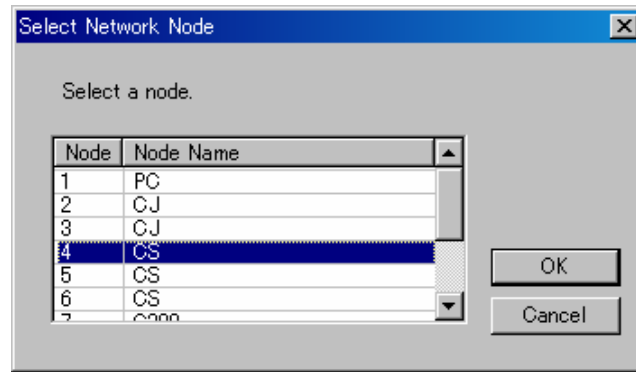 Select Network Node
Select a node.
Node Node Name
1 PC
2 CJ
3 CJ
4 CS
5 CS
6 CS
OK
Cancel